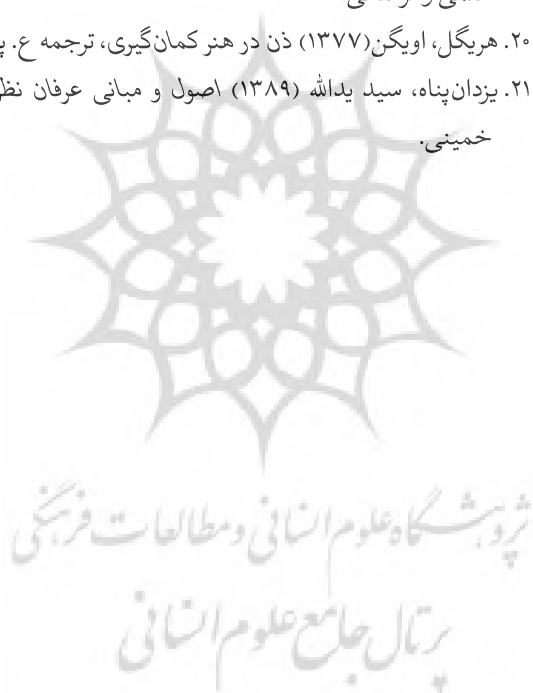 ۲۰. هریگل، اویگن(۱۳۷۷) ذن در هنر کمان‌گیری، ترجمه ع. پ
۲۱. یزدان‌پناه، سید یدالله (۱۳۸۹) اصول و مبانی عرفان نظر
خمینی.
پژوهشگاه علوم انسانی و مطالعات فرهنگی
پرتال جامع علوم انسانی